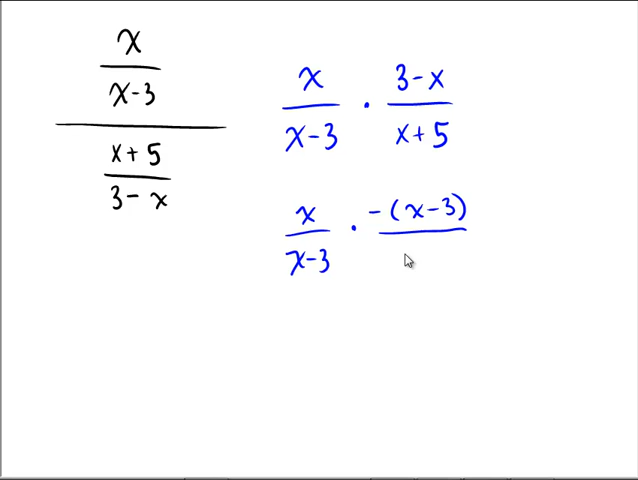 x
x-3
x+5
3-x
x/x-3 · 3-x/x+5
x/x-3 · -(x-3)